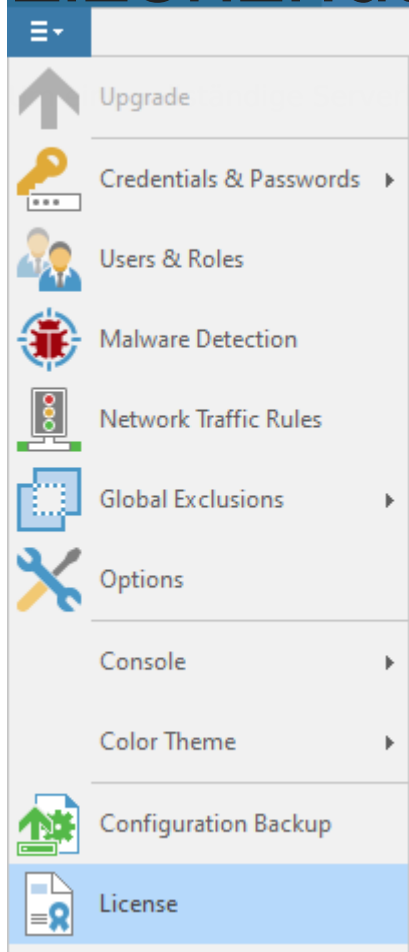 Upgrade
Credentials & Passwords
Users & Roles
Malware Detection
Network Traffic Rules
Global Exclusions
Options
Console
Color Theme
Configuration Backup
License